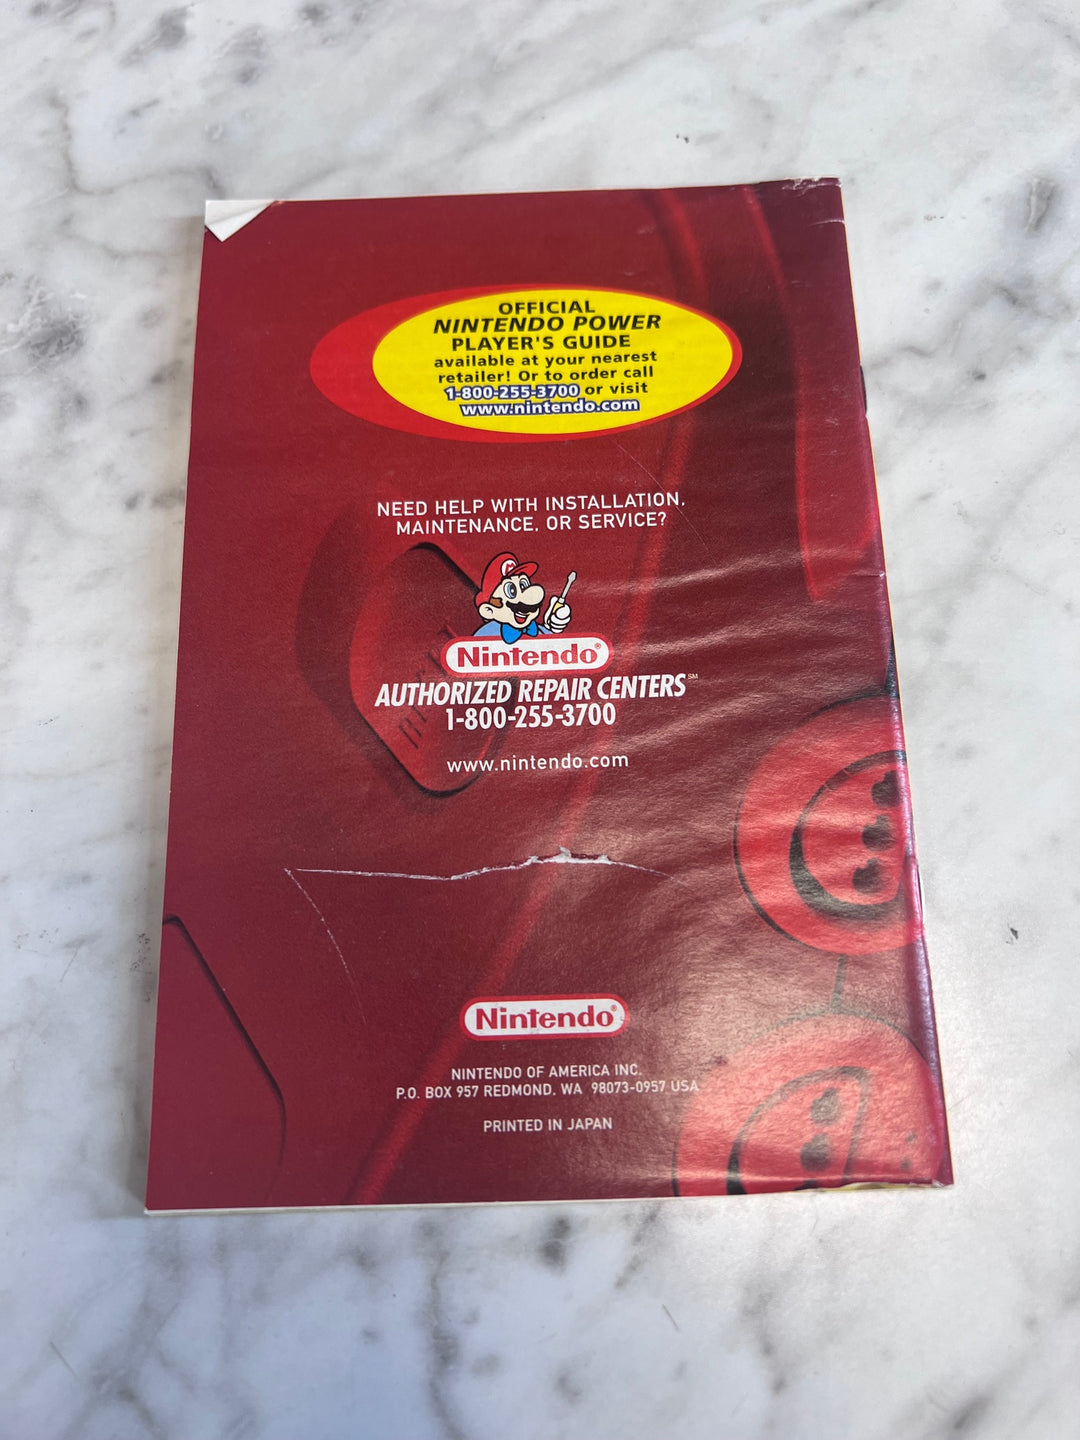 OFFICIAL
NINTENDO POWER
PLAYER'S GUIDE
available at your nearest
retailer! Or to order call
1-800-255-3700 or visit
www.nintendo.com
NEED HELP WITH INSTALLATION,
MAINTENANCE, OR SERVICE?
M
Nintendo®
AUTHORIZED REPAIR CENTERS℠
1-800-255-3700
www.nintendo.com
Nintendo®
NINTENDO OF AMERICA INC.
P.O. BOX 957 REDMOND, WA 98073-0957 USA
PRINTED IN JAPAN